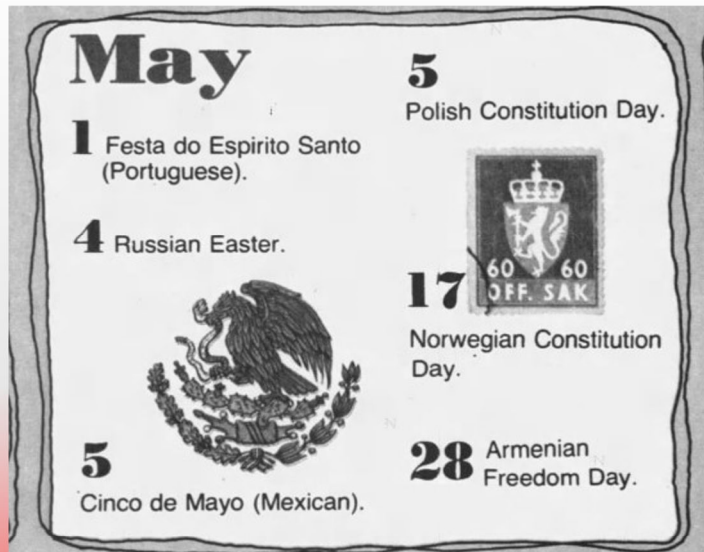 May
1 Festa do Espirito Santo
(Portuguese).
4 Russian Easter.
5
Cinco de Mayo (Mexican).
5
Polish Constitution Day.
60 60
OFF. SAK
17
Norwegian Constitution
Day.
28 Armenian
Freedom Day.